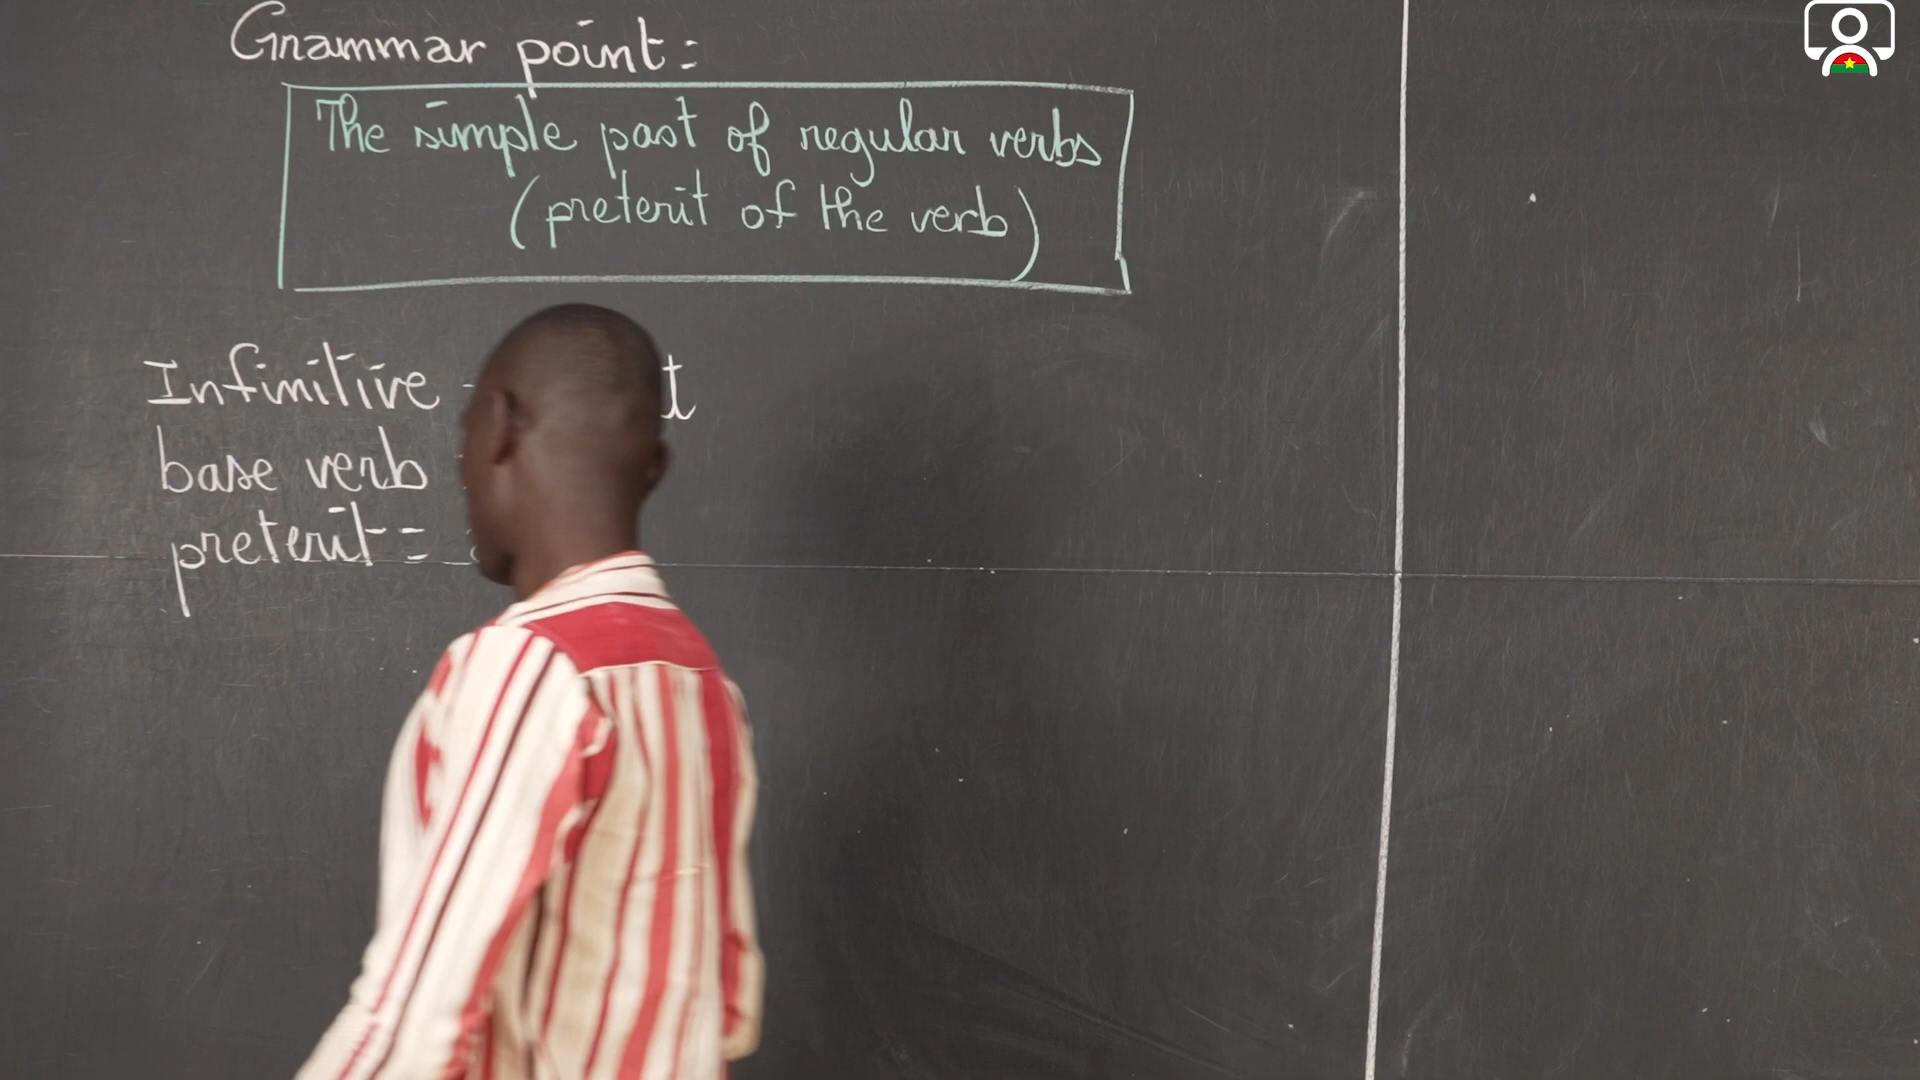 Grammar point:
The simple past of regular verbs
(preterit of the verb)
Infinitive
base verb
preterit =